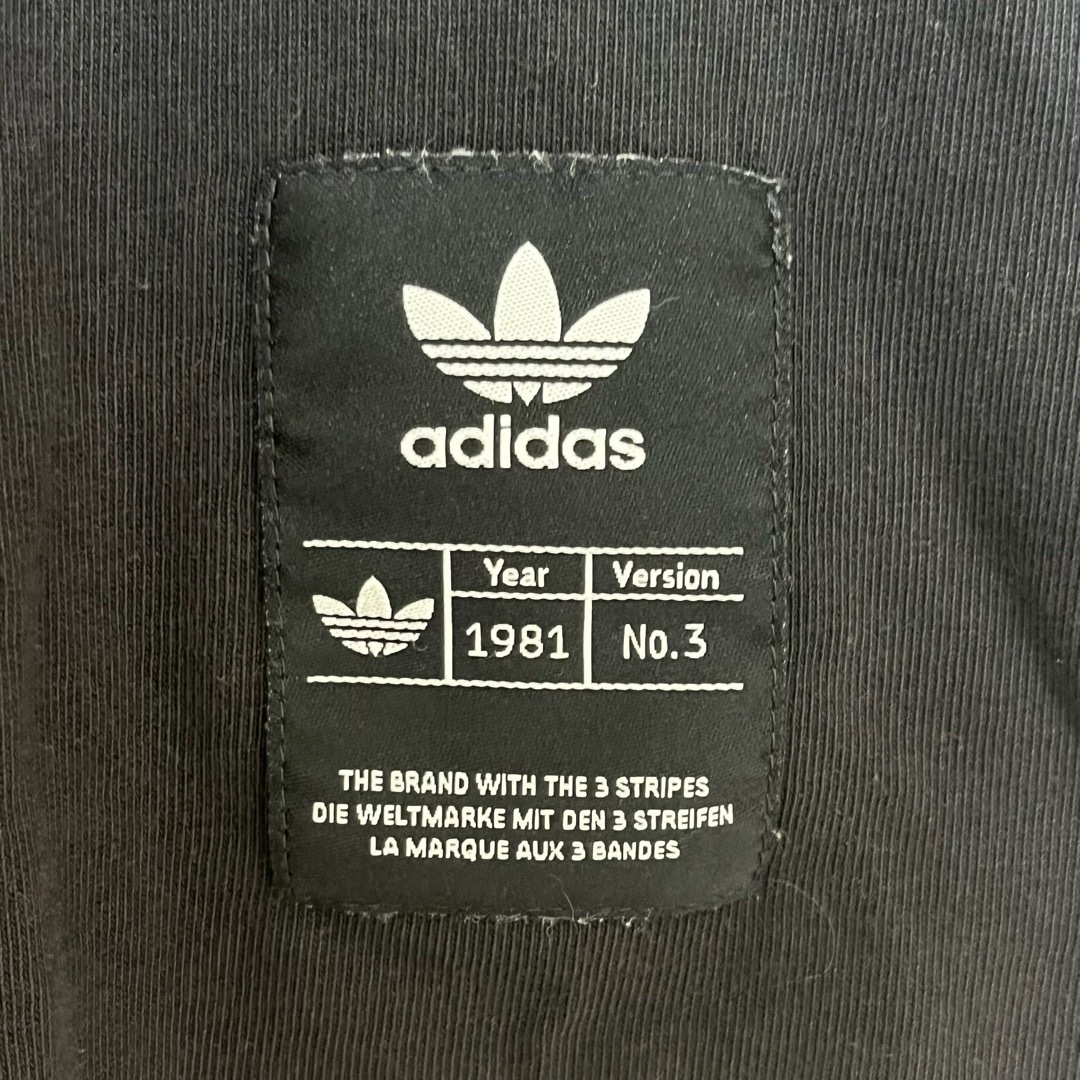 adidas
Year Version
1981 No.3
THE BRAND WITH THE 3 STRIPES
DIE WELTMARKE MIT DEN 3 STREIFEN
LA MARQUE AUX 3 BANDES